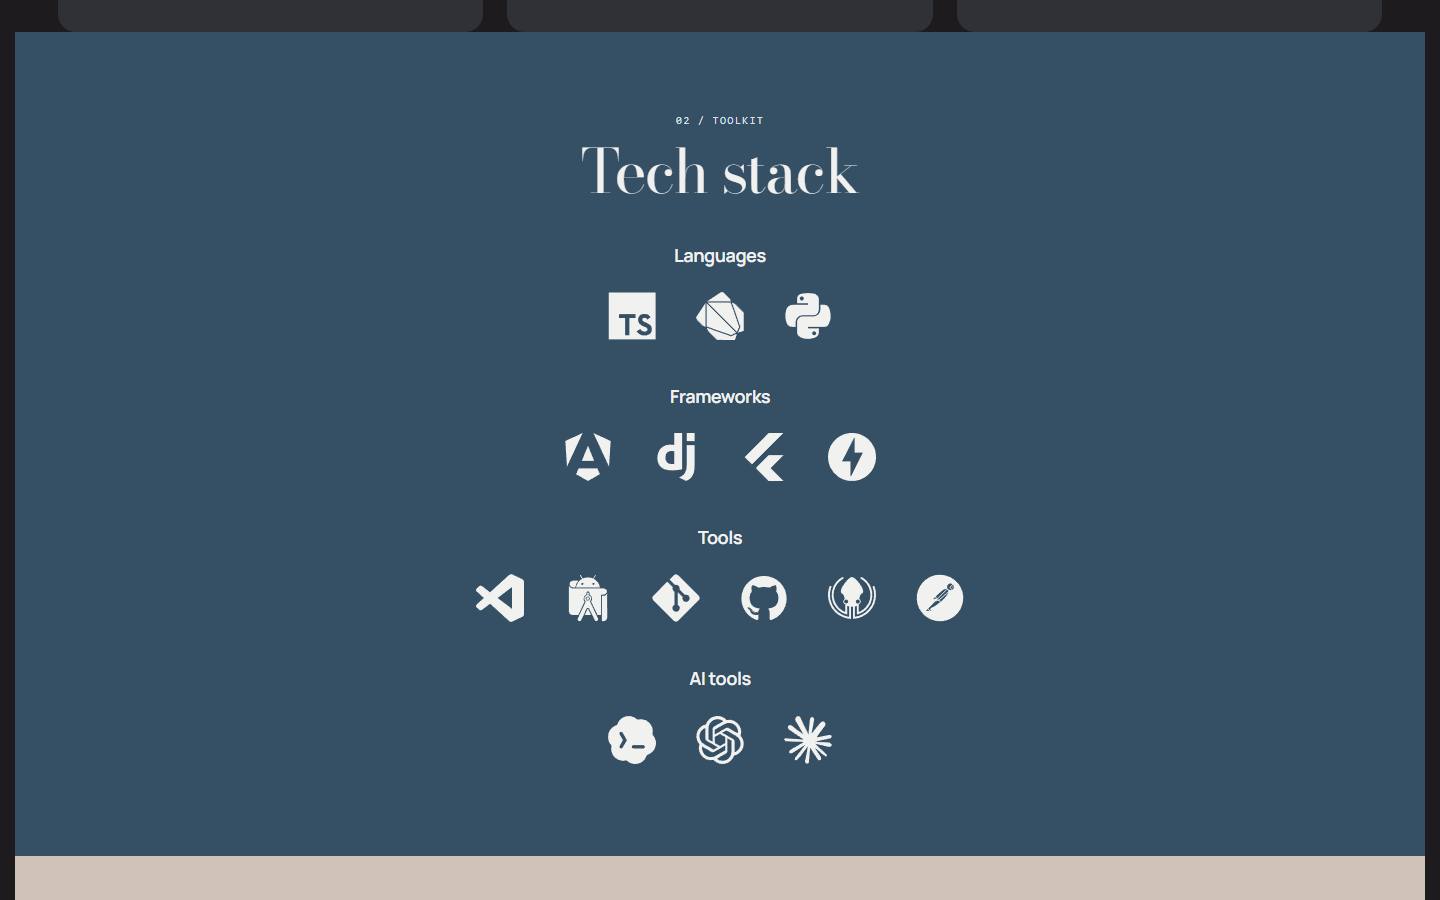 02 / TOOLKIT
Tech stack
Languages
TS
Frameworks
dj
Tools
AI tools